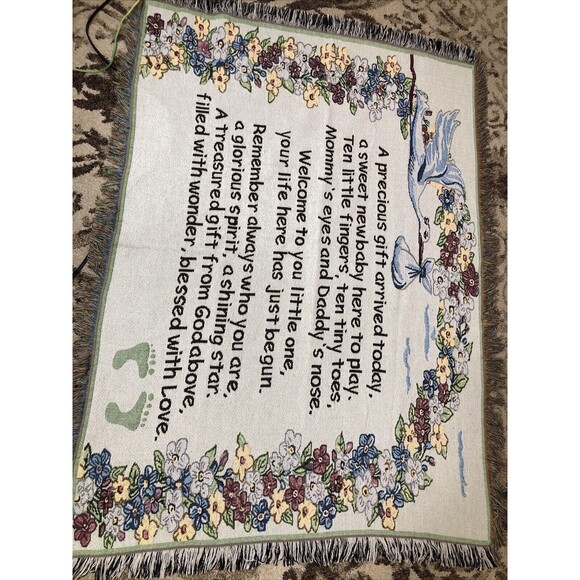 A precious gift arrived today,
a sweet newbaby here to play.
Ten little fingers, ten tiny toes,
Mommy's eyes and Daddy's nose.
Welcome to you little one,
your life here has just begun.
Remember always who you are,
a glorious spirit, a shining star.
A treasured gift from God above,
filled with wonder, blessed with Love.